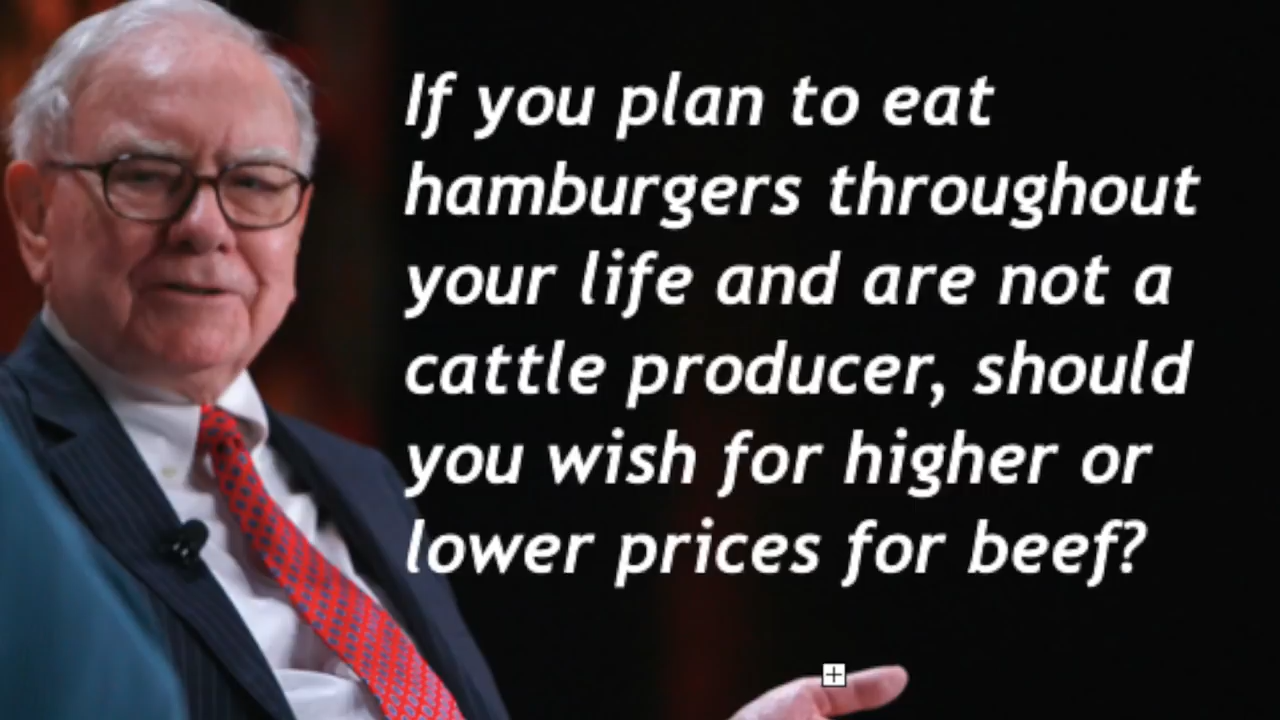 If you plan to eat
hamburgers throughout
your life and are not a
cattle producer, should
you wish for higher or
lower prices for beef?